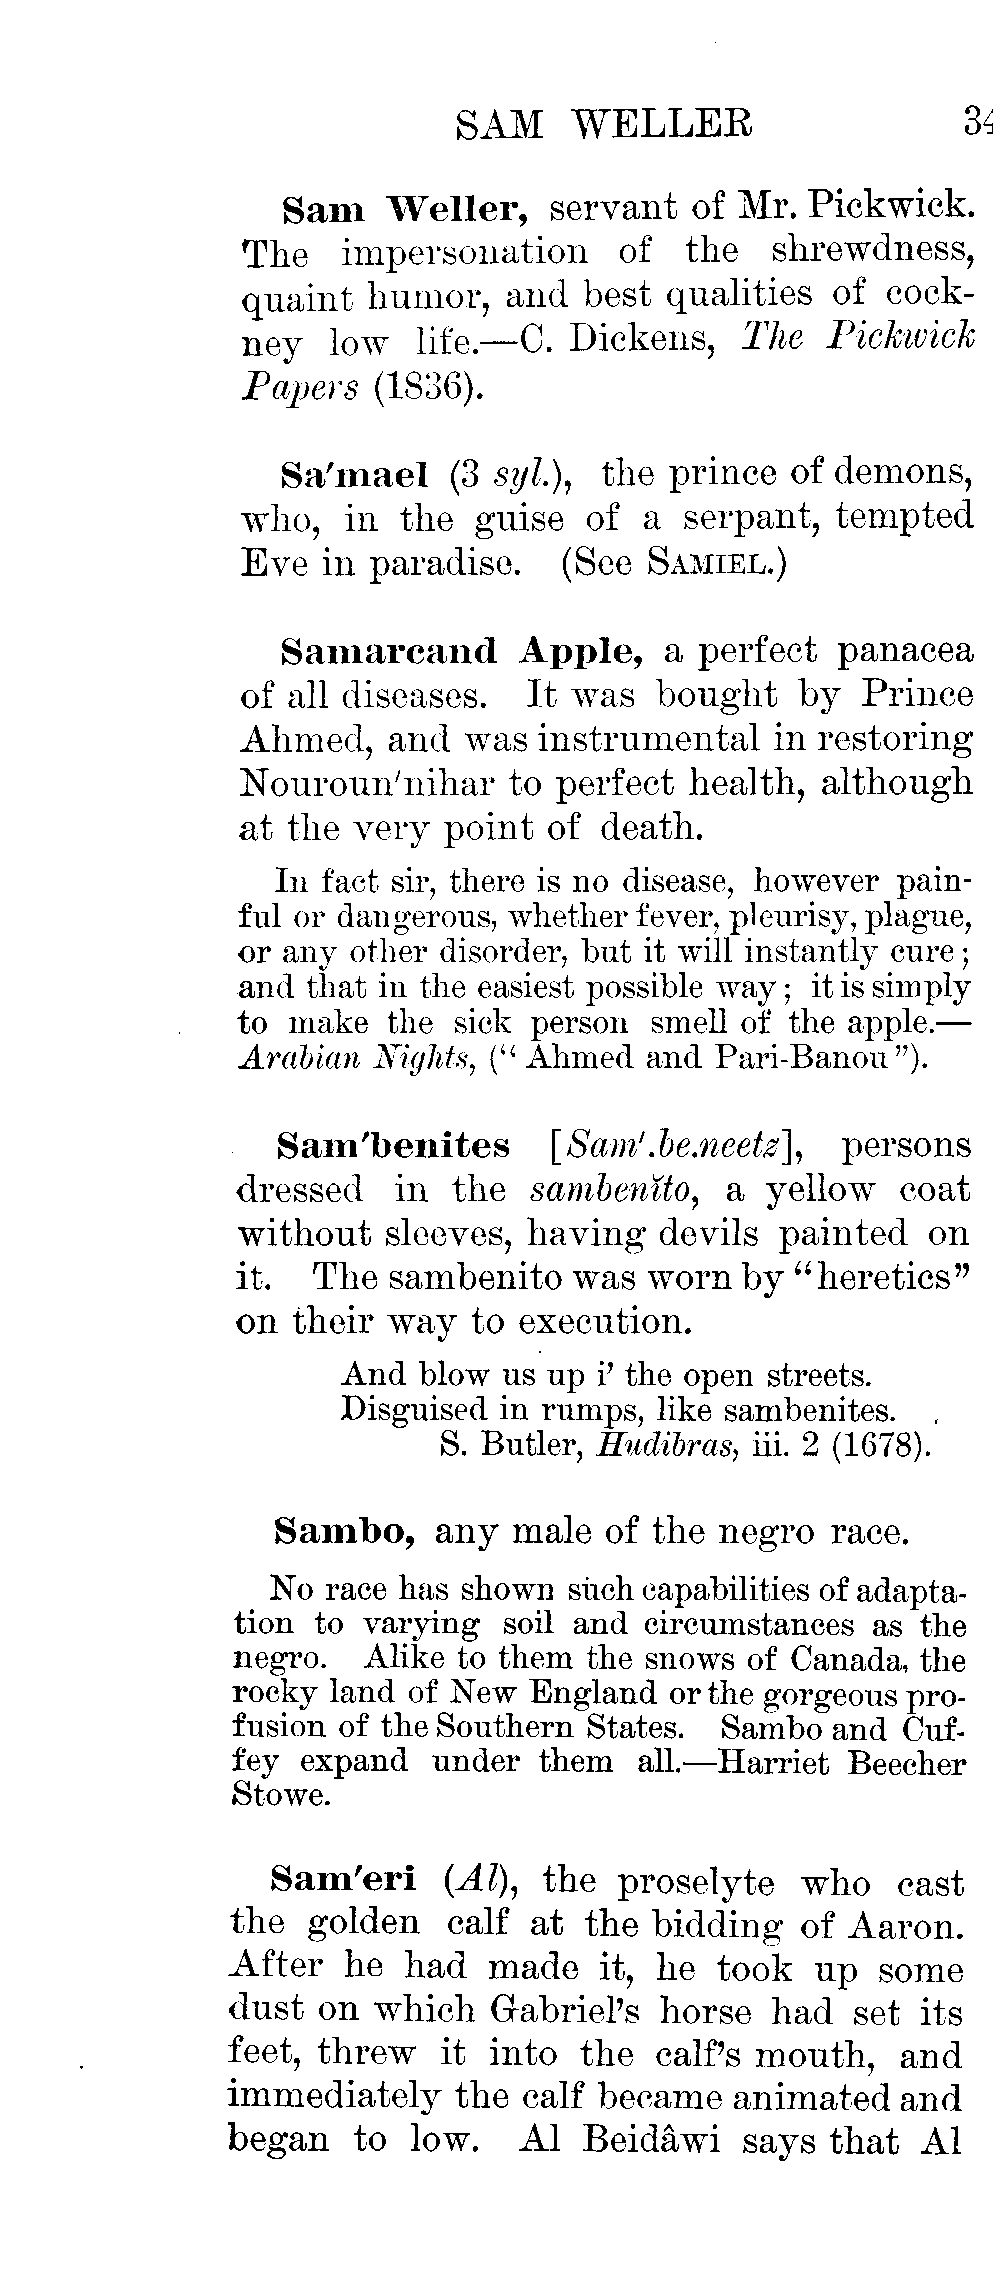 SAM WELLER 34
Sam Weller, servant of Mr. Pickwick.
The impersonation of the shrewdness,
quaint humor, and best qualities of cock-
ney low life.—C. Dickens, The Pickwick
Papers (1836).
Sa'mael (3 syl.), the prince of demons,
who, in the guise of a serpant, tempted
Eve in paradise. (See SAMIEL.)
Samarcand Apple, a perfect panacea
of all diseases. It was bought by Prince
Ahmed, and was instrumental in restoring
Nouroun'nihar to perfect health, although
at the very point of death.
In fact sir, there is no disease, however pain-
ful or dangerous, whether fever, pleurisy, plague,
or any other disorder, but it will instantly cure;
and that in the easiest possible way; it is simply
to make the sick person smell of the apple.—
Arabian Nights, (“Ahmed and Pari-Banou”).
Sam'benites [Sam'.be.neetz], persons
dressed in the sambenĭto, a yellow coat
without sleeves, having devils painted on
it. The sambenito was worn by “heretics”
on their way to execution.
And blow us up i’ the open streets.
Disguised in rumps, like sambenites.
S. Butler, Hudibras, iii. 2 (1678).
Sambo, any male of the negro race.
No race has shown such capabilities of adapta-
tion to varying soil and circumstances as the
negro. Alike to them the snows of Canada, the
rocky land of New England or the gorgeous pro-
fusion of the Southern States. Sambo and Cuf-
fey expand under them all.—Harriet Beecher
Stowe.
Sam'eri (Al), the proselyte who cast
the golden calf at the bidding of Aaron.
After he had made it, he took up some
dust on which Gabriel’s horse had set its
feet, threw it into the calf’s mouth, and
immediately the calf became animated and
began to low. Al Beidâwi says that Al